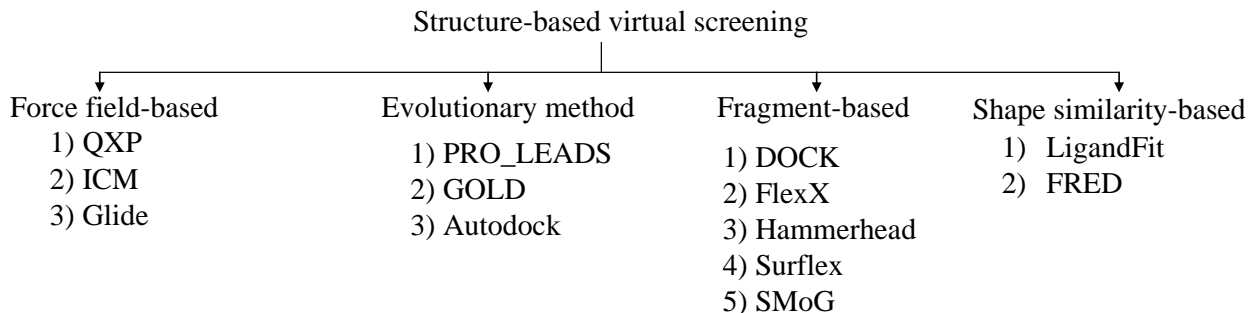 Structure-based virtual screening
Force field-based
1) QXP
2) ICM
3) Glide
Evolutionary method
1) PRO_LEADS
2) GOLD
3) Autodock
Fragment-based
1) DOCK
2) FlexX
3) Hammerhead
4) Surflex
5) SMoG
Shape similarity-based
1) LigandFit
2) FRED